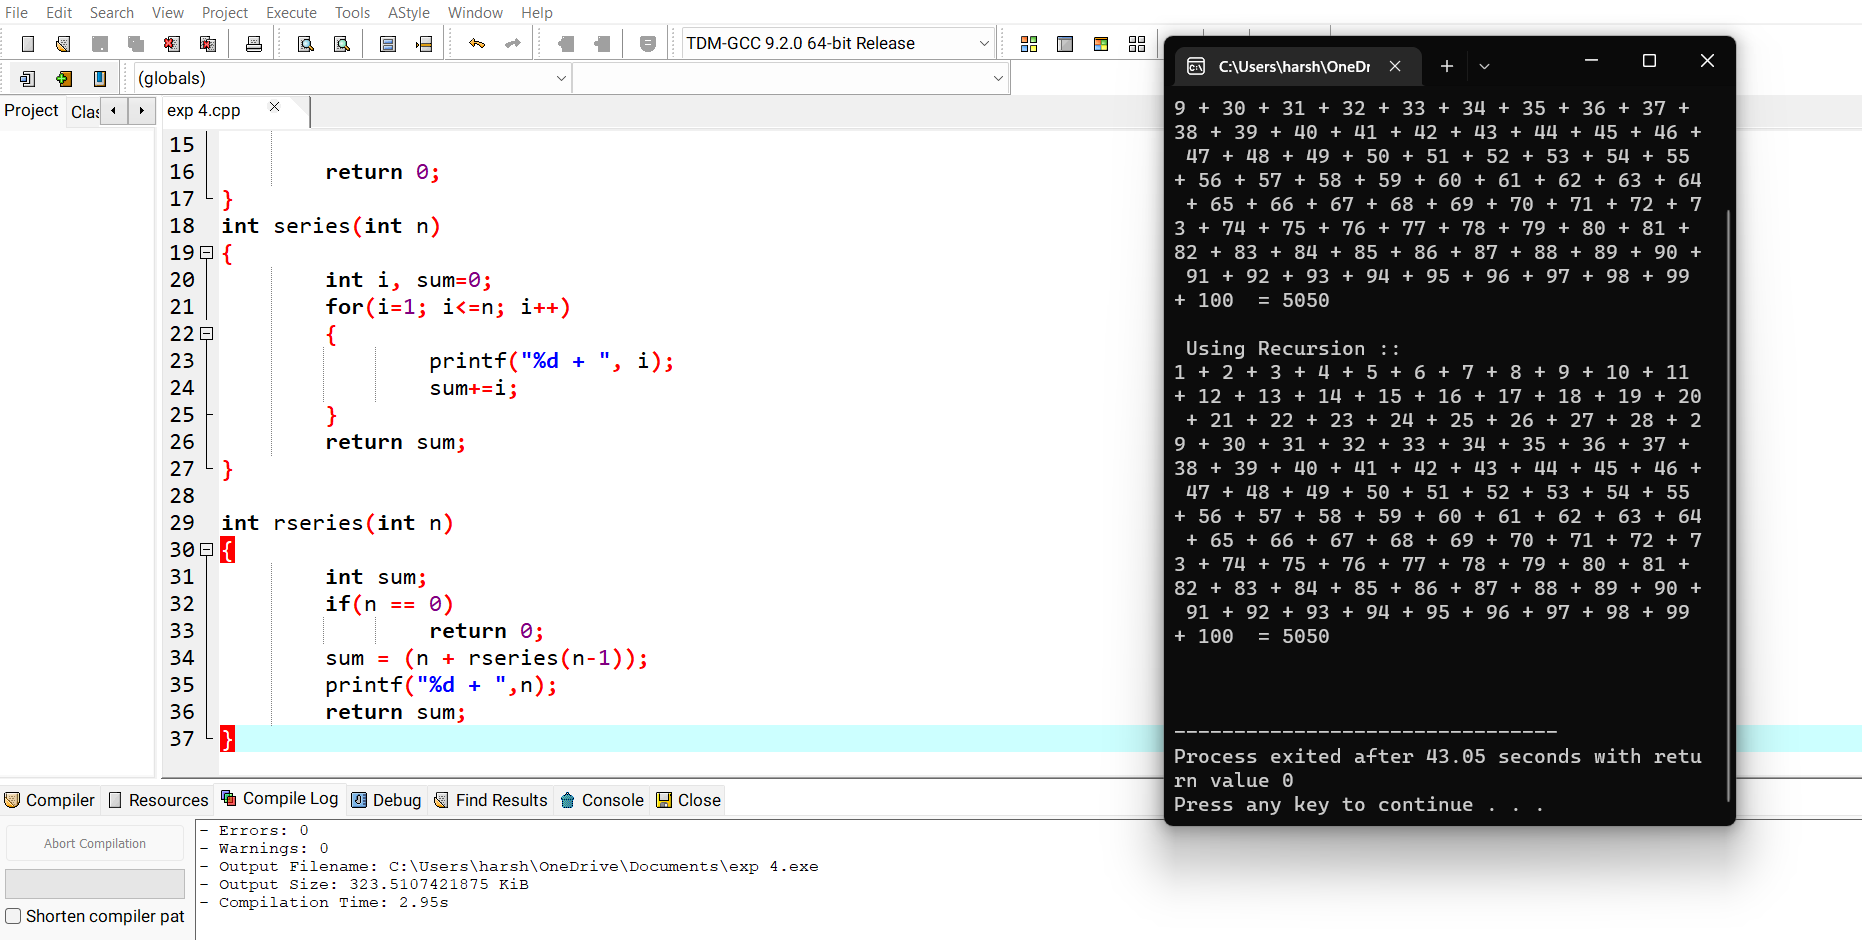 File Edit Search View Project Execute Tools AStyle Window Help
TDM-GCC 9.2.0 64-bit Release
(globals)
Project Clas exp 4.cpp
15
16 return 0;
17 }
18 int series(int n)
19 {
20 int i, sum=0;
21 for(i=1; i<=n; i++)
22 {
23 printf("%d + ", i);
24 sum+=i;
25 }
26 return sum;
27 }
28
29 int rseries(int n)
30 {
31 int sum;
32 if(n == 0)
33 return 0;
34 sum = (n + rseries(n-1));
35 printf("%d + ",n);
36 return sum;
37 }
C:\Users\harsh\OneDr
9 + 30 + 31 + 32 + 33 + 34 + 35 + 36 + 37 +
38 + 39 + 40 + 41 + 42 + 43 + 44 + 45 + 46 +
47 + 48 + 49 + 50 + 51 + 52 + 53 + 54 + 55
+ 56 + 57 + 58 + 59 + 60 + 61 + 62 + 63 + 64
+ 65 + 66 + 67 + 68 + 69 + 70 + 71 + 72 + 7
3 + 74 + 75 + 76 + 77 + 78 + 79 + 80 + 81 +
82 + 83 + 84 + 85 + 86 + 87 + 88 + 89 + 90 +
91 + 92 + 93 + 94 + 95 + 96 + 97 + 98 + 99
+ 100 = 5050
Using Recursion ::
1 + 2 + 3 + 4 + 5 + 6 + 7 + 8 + 9 + 10 + 11
+ 12 + 13 + 14 + 15 + 16 + 17 + 18 + 19 + 20
+ 21 + 22 + 23 + 24 + 25 + 26 + 27 + 28 + 2
9 + 30 + 31 + 32 + 33 + 34 + 35 + 36 + 37 +
38 + 39 + 40 + 41 + 42 + 43 + 44 + 45 + 46 +
47 + 48 + 49 + 50 + 51 + 52 + 53 + 54 + 55
+ 56 + 57 + 58 + 59 + 60 + 61 + 62 + 63 + 64
+ 65 + 66 + 67 + 68 + 69 + 70 + 71 + 72 + 7
3 + 74 + 75 + 76 + 77 + 78 + 79 + 80 + 81 +
82 + 83 + 84 + 85 + 86 + 87 + 88 + 89 + 90 +
91 + 92 + 93 + 94 + 95 + 96 + 97 + 98 + 99
+ 100 = 5050
--------------------------------
Process exited after 43.05 seconds with retu
rn value 0
Press any key to continue . . .
Compiler Resources Compile Log Debug Find Results Console Close
Abort Compilation
Shorten compiler pat
- Errors: 0
- Warnings: 0
- Output Filename: C:\Users\harsh\OneDrive\Documents\exp 4.exe
- Output Size: 323.5107421875 KiB
- Compilation Time: 2.95s